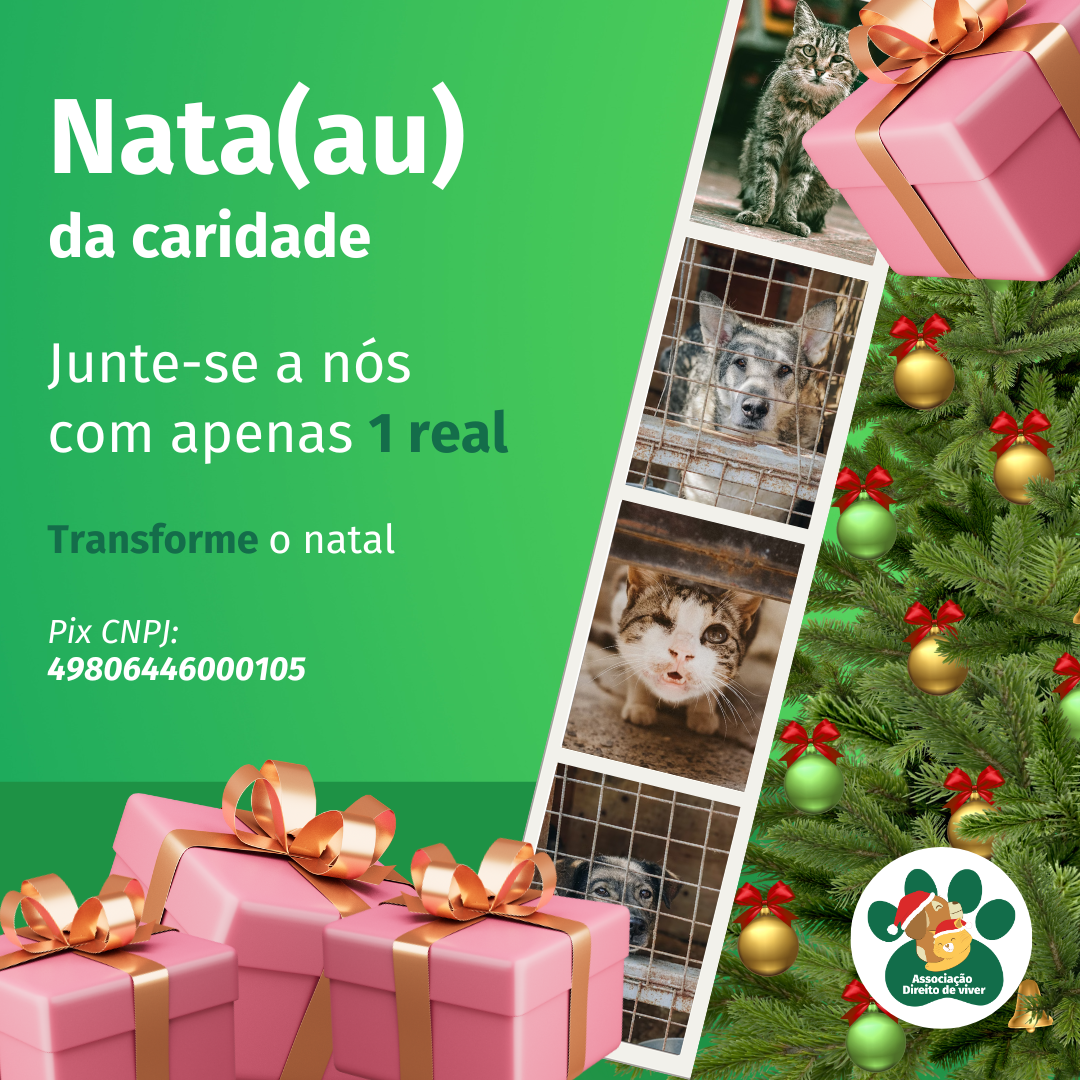 Nata(au)
da caridade
Junte-se a nós
com apenas 1 real
Transforme o natal
Pix CNPJ:
49806446000105
Associação
Direito de viver